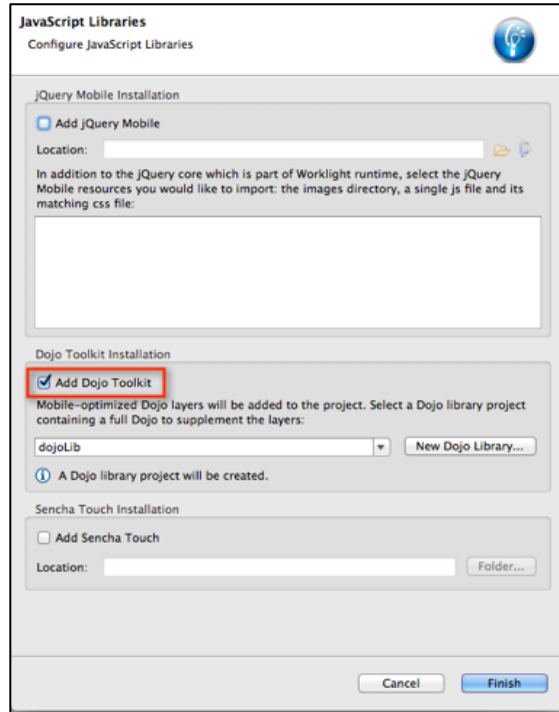 JavaScript Libraries
Configure JavaScript Libraries
jQuery Mobile Installation
Add jQuery Mobile
Location:
In addition to the jQuery core which is part of Worklight runtime, select the jQuery
Mobile resources you would like to import: the images directory, a single js file and its
matching css file:
Dojo Toolkit Installation
Add Dojo Toolkit
Mobile-optimized Dojo layers will be added to the project. Select a Dojo library project
containing a full Dojo to supplement the layers:
dojoLib
New Dojo Library...
A Dojo library project will be created.
Sencha Touch Installation
Add Sencha Touch
Location:
Folder...
Cancel
Finish